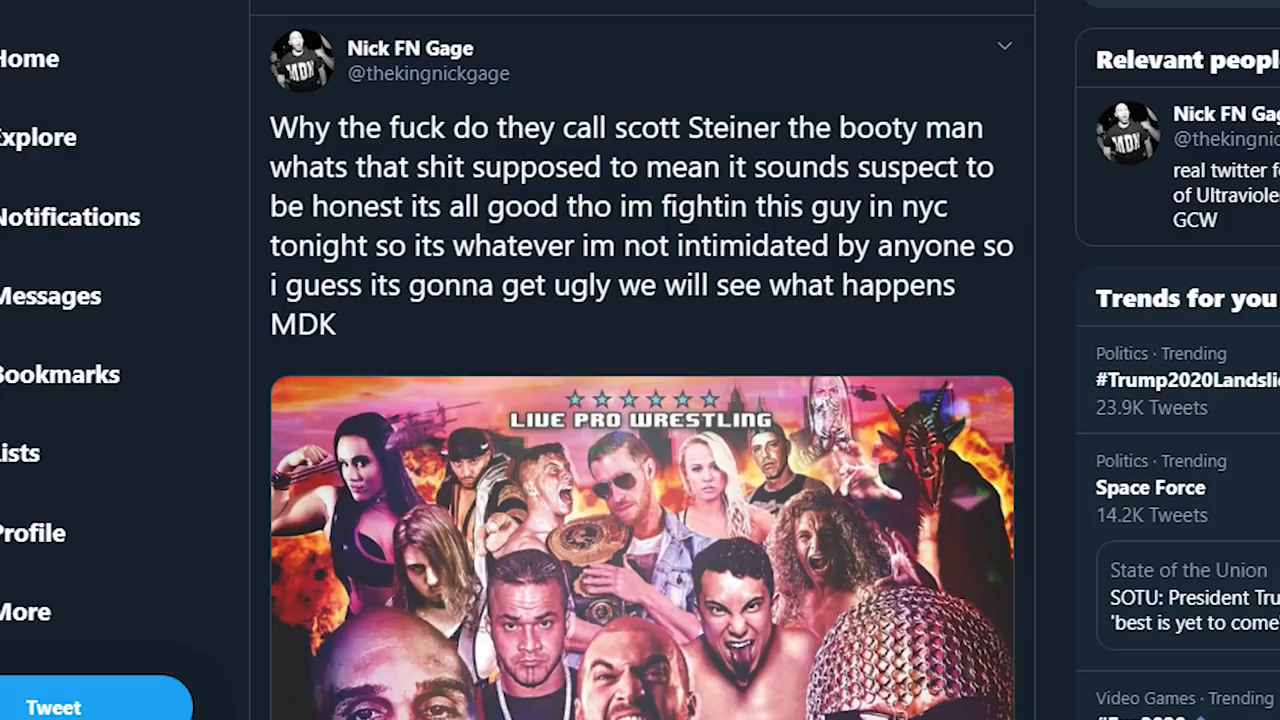 Home
Explore
Notifications
Messages
Bookmarks
Lists
Profile
More
Tweet
Nick FN Gage
@thekingnickgage
Why the fuck do they call scott Steiner the booty man
whats that shit supposed to mean it sounds suspect to
be honest its all good tho im fightin this guy in nyc
tonight so its whatever im not intimidated by anyone so
i guess its gonna get ugly we will see what happens
MDK
LIVE PRO WRESTLING
MDK
Relevant peopl
MDK
Nick FN Gag
@thekingnic
real twitter f
of Ultraviole
GCW
Trends for you
Politics · Trending
#Trump2020Landsli
23.9K Tweets
Politics · Trending
Space Force
14.2K Tweets
State of the Union
SOTU: President Tru
'best is yet to come'
Video Games · Trending